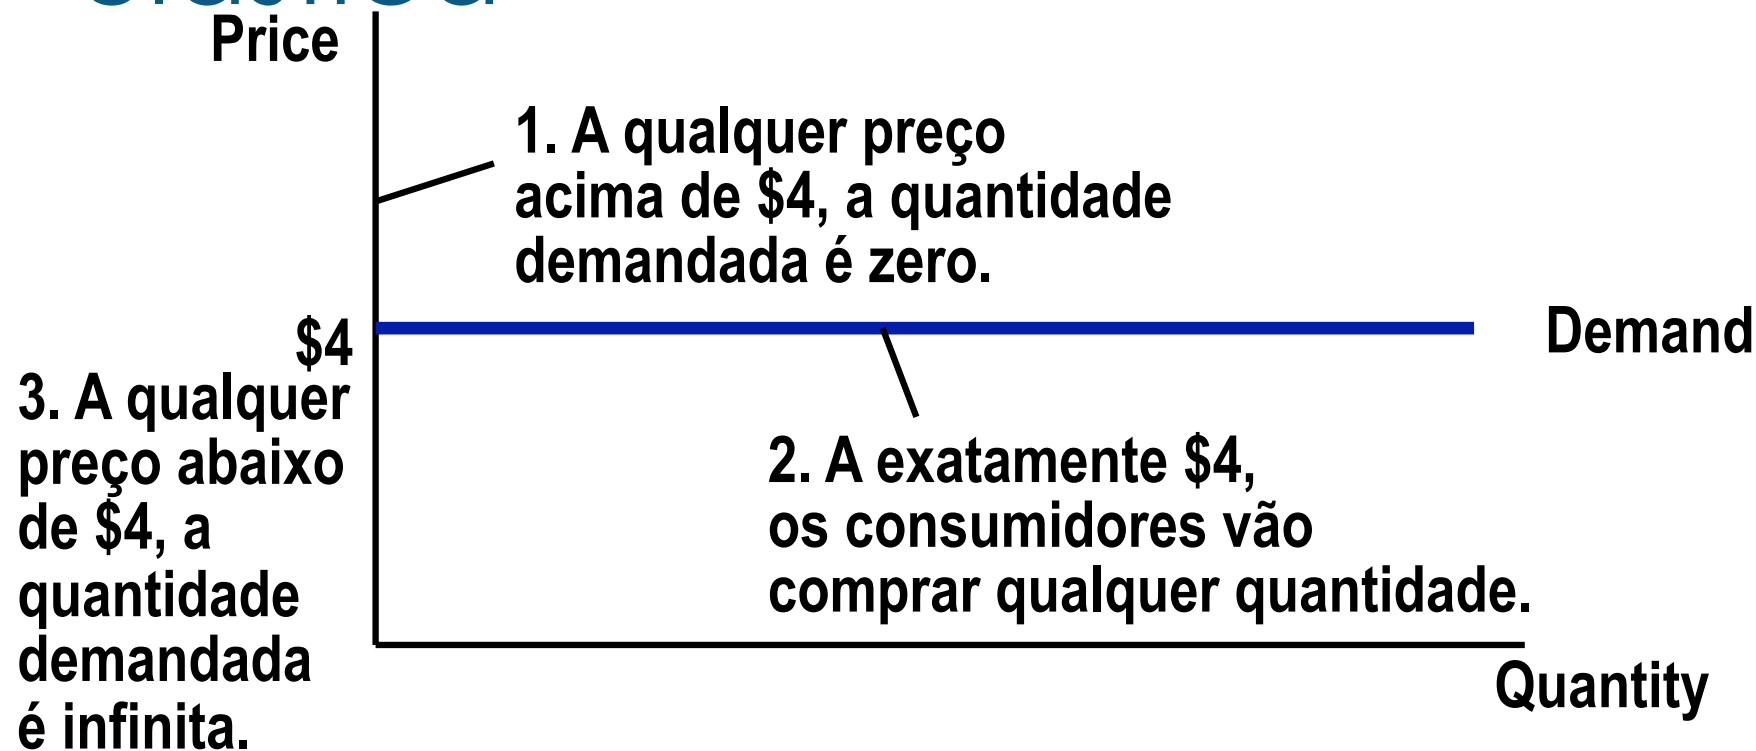 Price
1. A qualquer preço
acima de $4, a quantidade
demandada é zero.
$4
Demand
3. A qualquer
preço abaixo
de $4, a
quantidade
demandada
é infinita.
2. A exatamente $4,
os consumidores vão
comprar qualquer quantidade.
Quantity